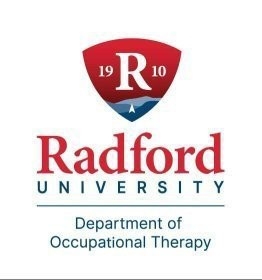 19 R 10
Radford
UNIVERSITY
Department of
Occupational Therapy